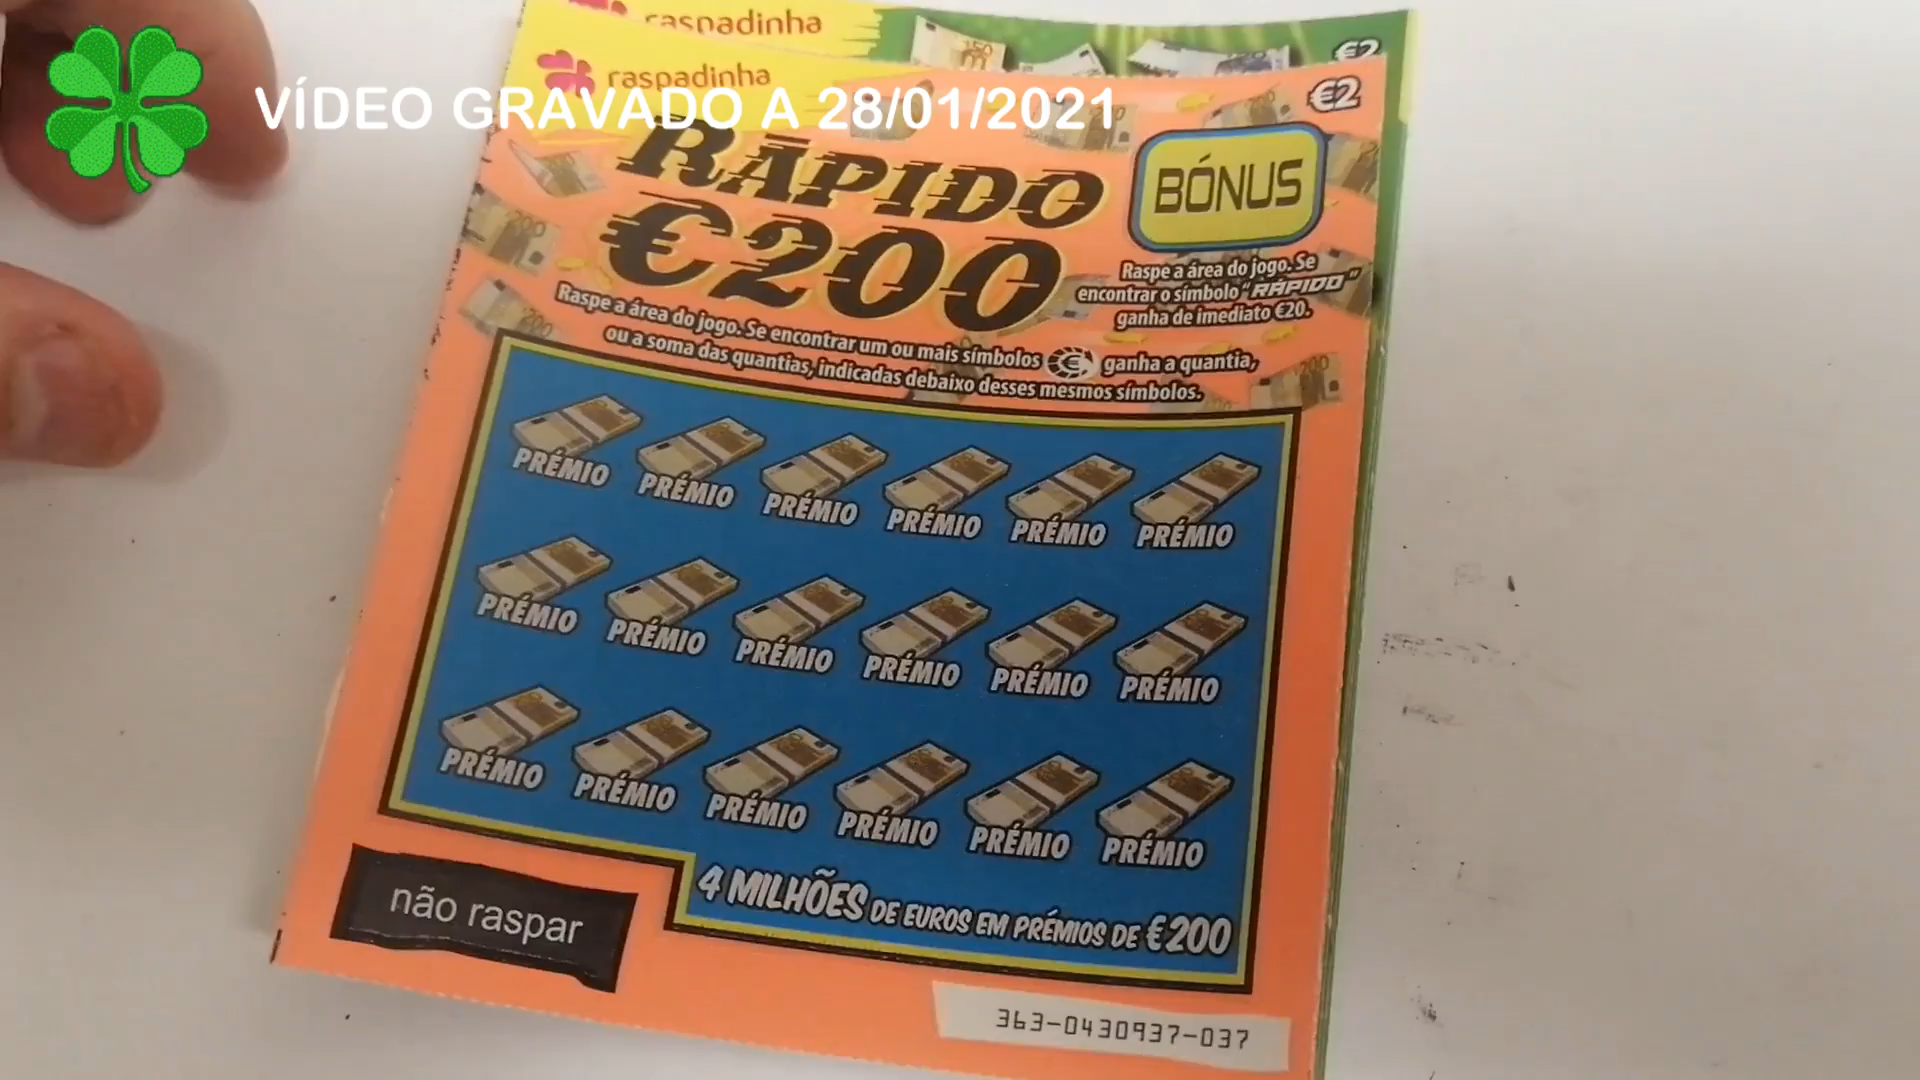 raspadinha
€2
raspadinha
€2
VÍDEO GRAVADO A 28/01/2021
RÁPIDO
€200
BÓNUS
Raspe a área do jogo. Se
encontrar o símbolo "RÁPIDO"
ganha de imediato €20.
Raspe a área do jogo. Se encontrar um ou mais símbolos € ganha a quantia,
ou a soma das quantias, indicadas debaixo desses mesmos símbolos.
PRÉMIO PRÉMIO PRÉMIO PRÉMIO PRÉMIO PRÉMIO
PRÉMIO PRÉMIO PRÉMIO PRÉMIO PRÉMIO PRÉMIO
PRÉMIO PRÉMIO PRÉMIO PRÉMIO PRÉMIO PRÉMIO
4 MILHÕES DE EUROS EM PRÉMIOS DE €200
não raspar
363-0430937-037